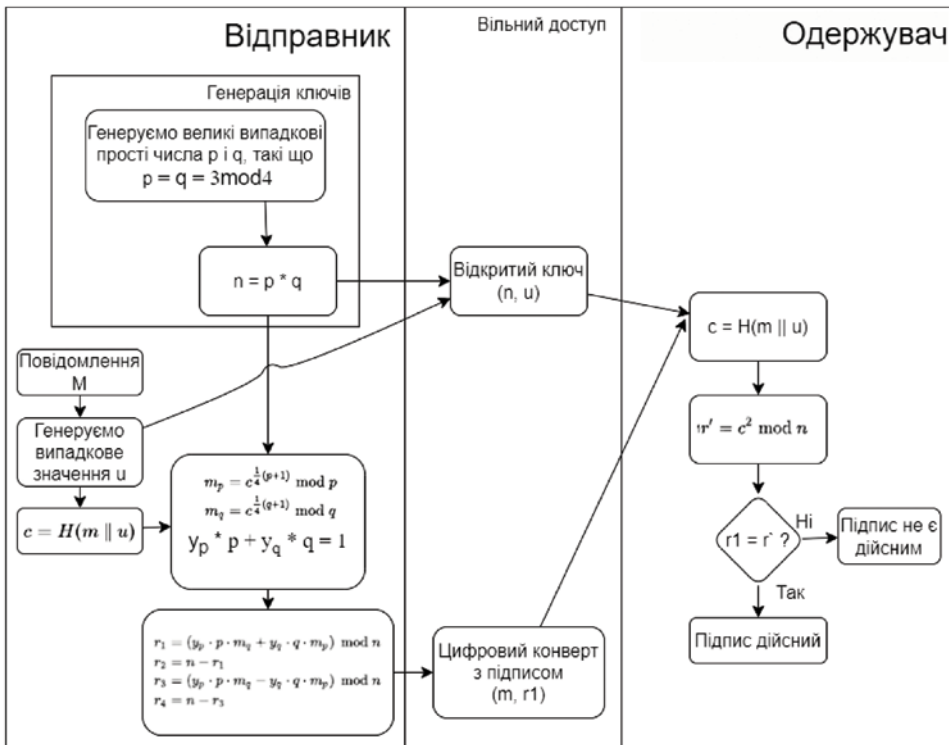 Відправник
Вільний доступ
Одержувач
Генерація ключів
Генеруємо великі випадкові
прості числа p і q, такі що
p = q = 3mod4
n = p * q
Відкритий ключ
(n, u)
c = H(m || u)
Повідомлення
M
Генеруємо
випадкове
значення u
c = H(m ∥ u)
m_p = c^{\frac{1}{4}(p+1)} mod p
m_q = c^{\frac{1}{4}(q+1)} mod q
y_p * p + y_q * q = 1
r' = c^2 mod n
r1 = r` ?
Ні
Підпис не є
дійсним
Так
Підпис дійсний
r_1 = (y_p · p · m_q + y_q · q · m_p) mod n
r_2 = n − r_1
r_3 = (y_p · p · m_q − y_q · q · m_p) mod n
r_4 = n − r_3
Цифровий конверт
з підписом
(m, r1)